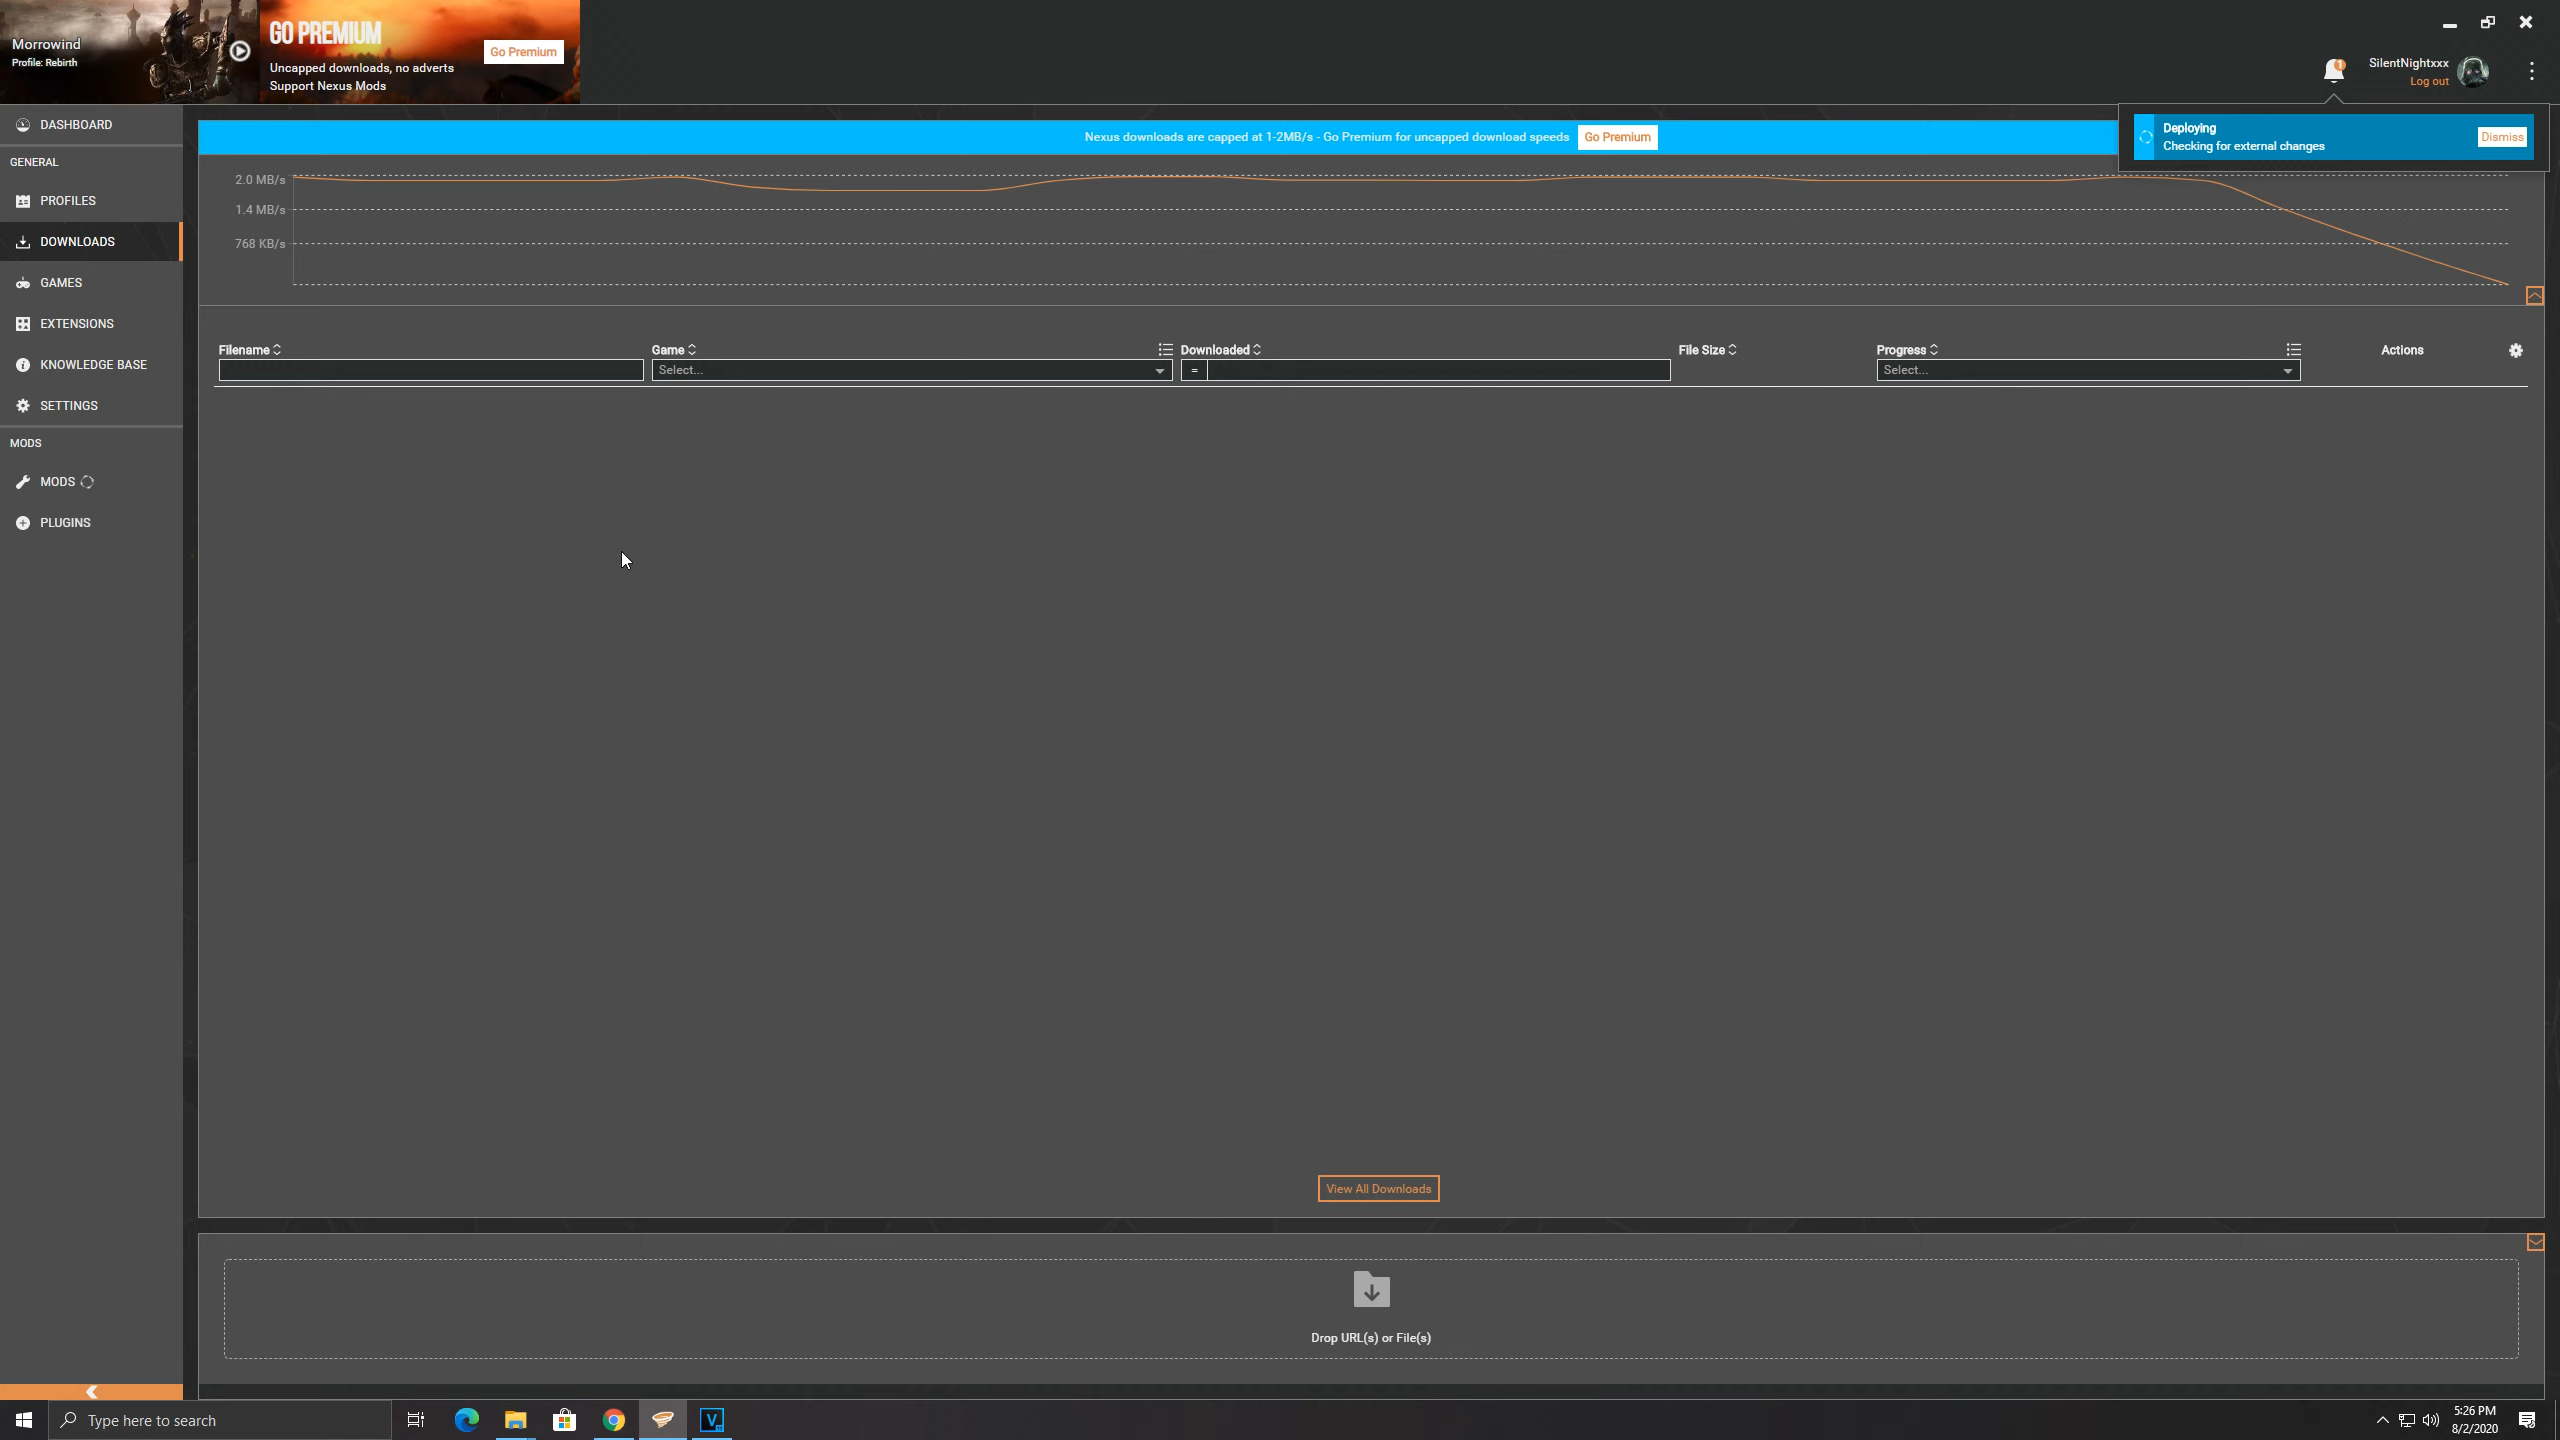 Morrowind
Profile: Rebirth
GO PREMIUM
Uncapped downloads, no adverts
Support Nexus Mods
Go Premium
SilentNightxxx
Log out
1
DASHBOARD
GENERAL
PROFILES
DOWNLOADS
GAMES
EXTENSIONS
KNOWLEDGE BASE
SETTINGS
MODS
MODS
PLUGINS
Nexus downloads are capped at 1-2MB/s - Go Premium for uncapped download speeds
Go Premium
Deploying
Checking for external changes
Dismiss
2.0 MB/s
1.4 MB/s
768 KB/s
Filename
Game
Downloaded
File Size
Progress
Actions
Select...
=
Select...
View All Downloads
Drop URL(s) or File(s)
Type here to search
V
5:26 PM
8/2/2020